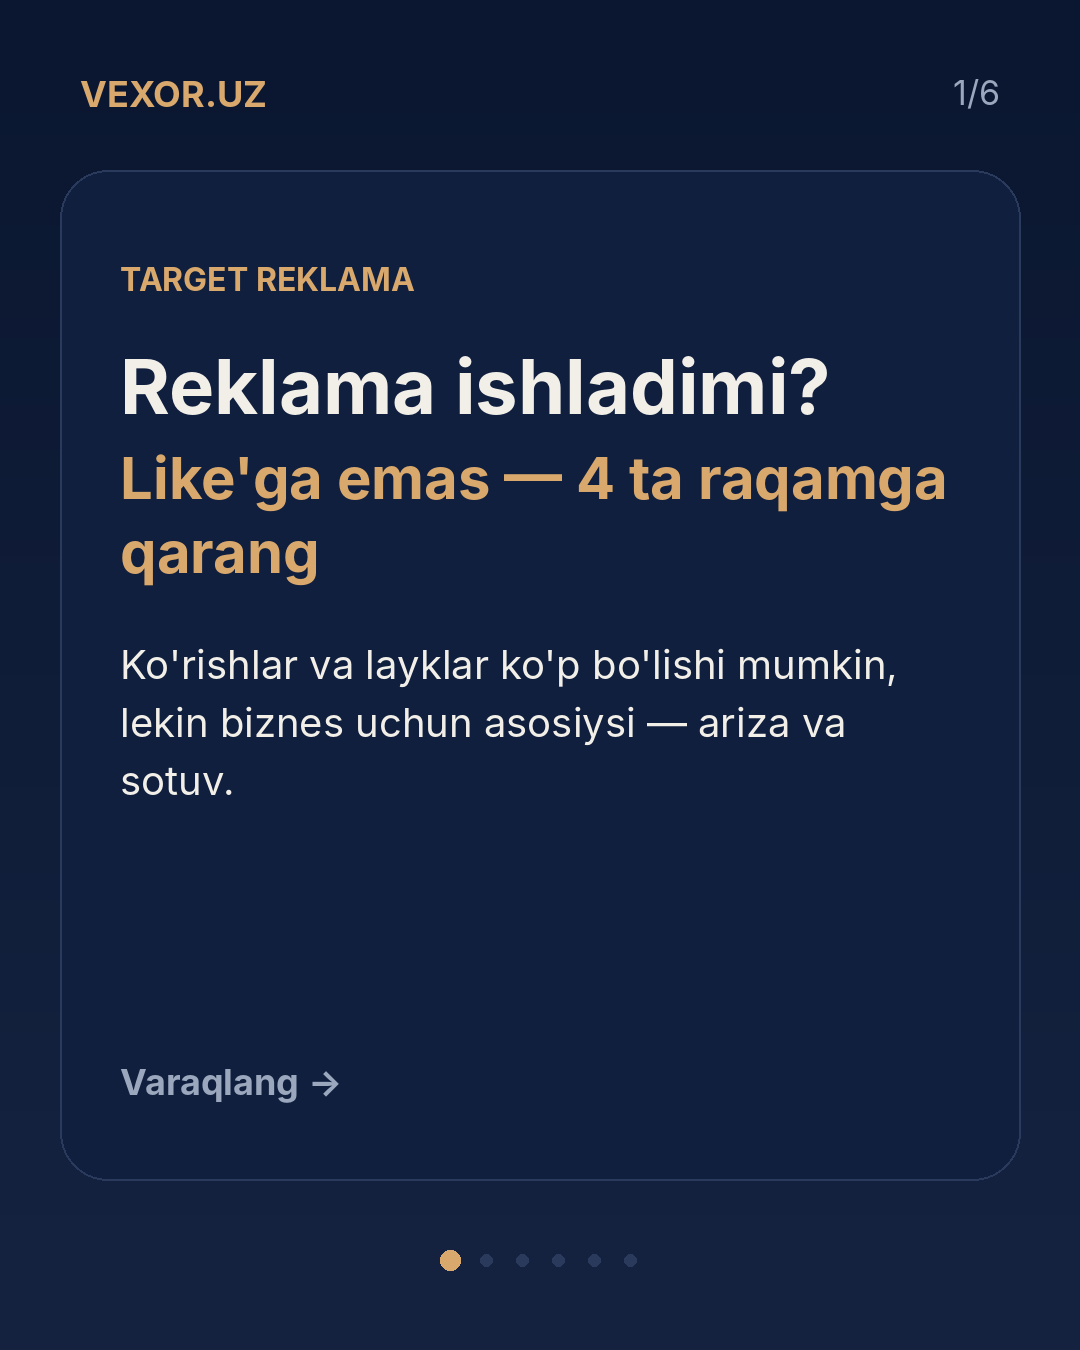 VEXOR.UZ
1/6
TARGET REKLAMA
Reklama ishladimi?
Like'ga emas — 4 ta raqamga
qarang
Ko'rishlar va layklar ko'p bo'lishi mumkin,
lekin biznes uchun asosiysi — ariza va
sotuv.
Varaqlang →